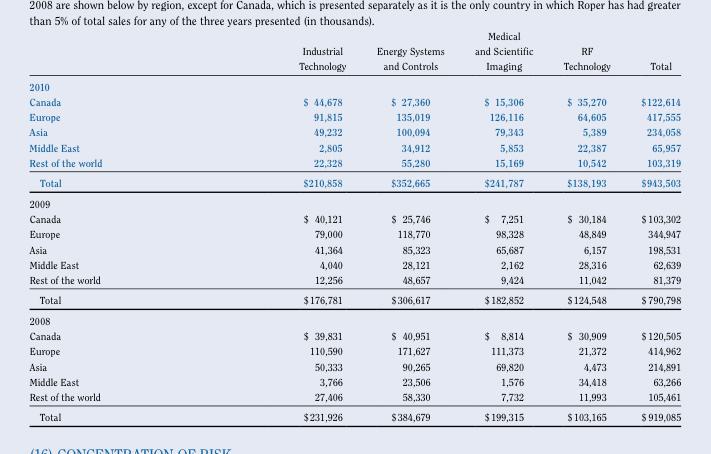 2008 are shown below by region, except for Canada, which is presented separately as it is the only country in which Roper has had greater
than 5% of total sales for any of the three years presented (in thousands).
Medical
Industrial Energy Systems and Scientific RF
Technology and Controls Imaging Technology Total
2010
Canada $ 44,678 $ 27,360 $ 15,306 $ 35,270 $122,614
Europe 91,815 135,019 126,116 64,605 417,555
Asia 49,232 100,094 79,343 5,389 234,058
Middle East 2,805 34,912 5,853 22,387 65,957
Rest of the world 22,328 55,280 15,169 10,542 103,319
Total $210,858 $352,665 $241,787 $138,193 $943,503
2009
Canada $ 40,121 $ 25,746 $ 7,251 $ 30,184 $103,302
Europe 79,000 118,770 98,328 48,849 344,947
Asia 41,364 85,323 65,687 6,157 198,531
Middle East 4,040 28,121 2,162 28,316 62,639
Rest of the world 12,256 48,657 9,424 11,042 81,379
Total $176,781 $306,617 $182,852 $124,548 $790,798
2008
Canada $ 39,831 $ 40,951 $ 8,814 $ 30,909 $120,505
Europe 110,590 171,627 111,373 21,372 414,962
Asia 50,333 90,265 69,820 4,473 214,891
Middle East 3,766 23,506 1,576 34,418 63,266
Rest of the world 27,406 58,330 7,732 11,993 105,461
Total $231,926 $384,679 $199,315 $103,165 $919,085
(16) CONCENTRATION OF RISK